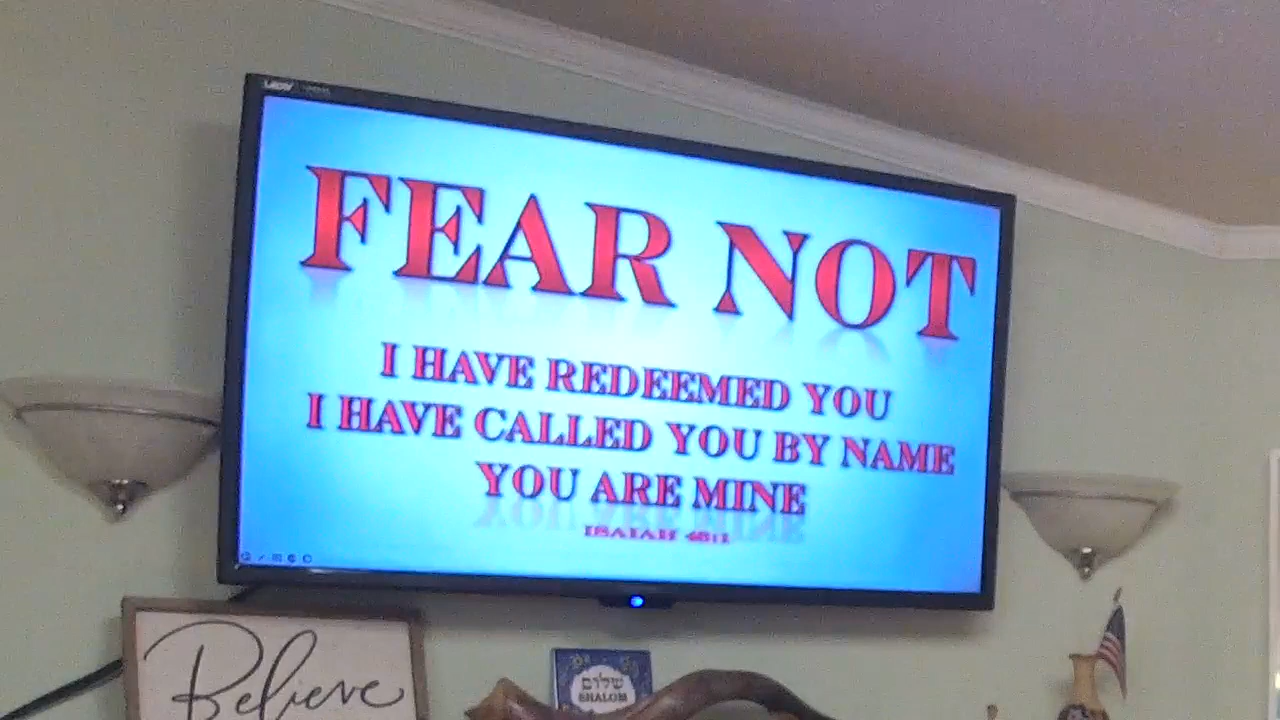 FEAR NOT
I HAVE REDEEMED YOU
I HAVE CALLED YOU BY NAME
YOU ARE MINE
ISAIAH
Believe
שלום
SHALOM